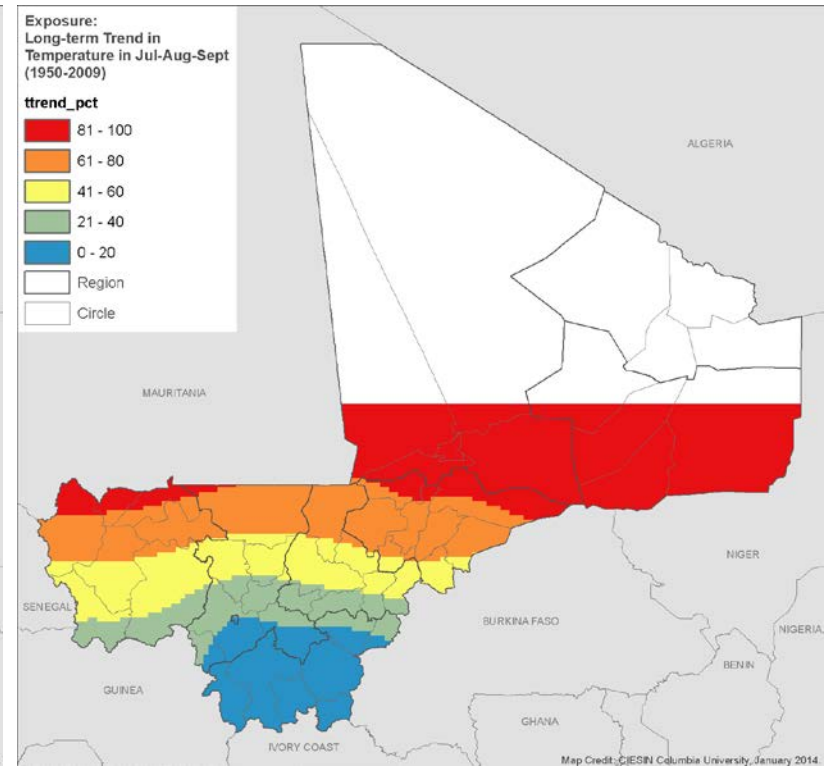 Exposure:
Long-term Trend in
Temperature in Jul-Aug-Sept
(1950-2009)
ttrend_pct
81 - 100
61 - 80
41 - 60
21 - 40
0 - 20
Region
Circle
ALGERIA
MAURITANIA
NIGER
SENEGAL
BURKINA FASO
NIGERIA
BENIN
GUINEA
GHANA
IVORY COAST
Map Credit: CIESIN Columbia University, January 2014.